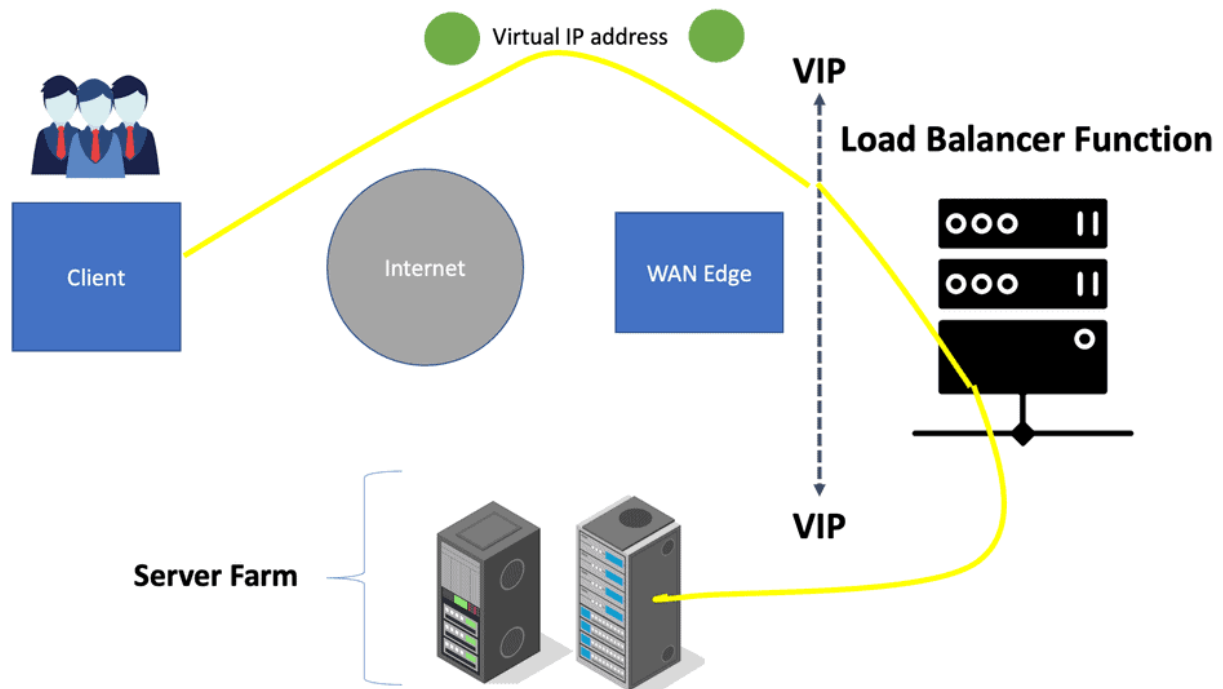 Virtual IP address
VIP
Load Balancer Function
Client
Internet
WAN Edge
VIP
Server Farm